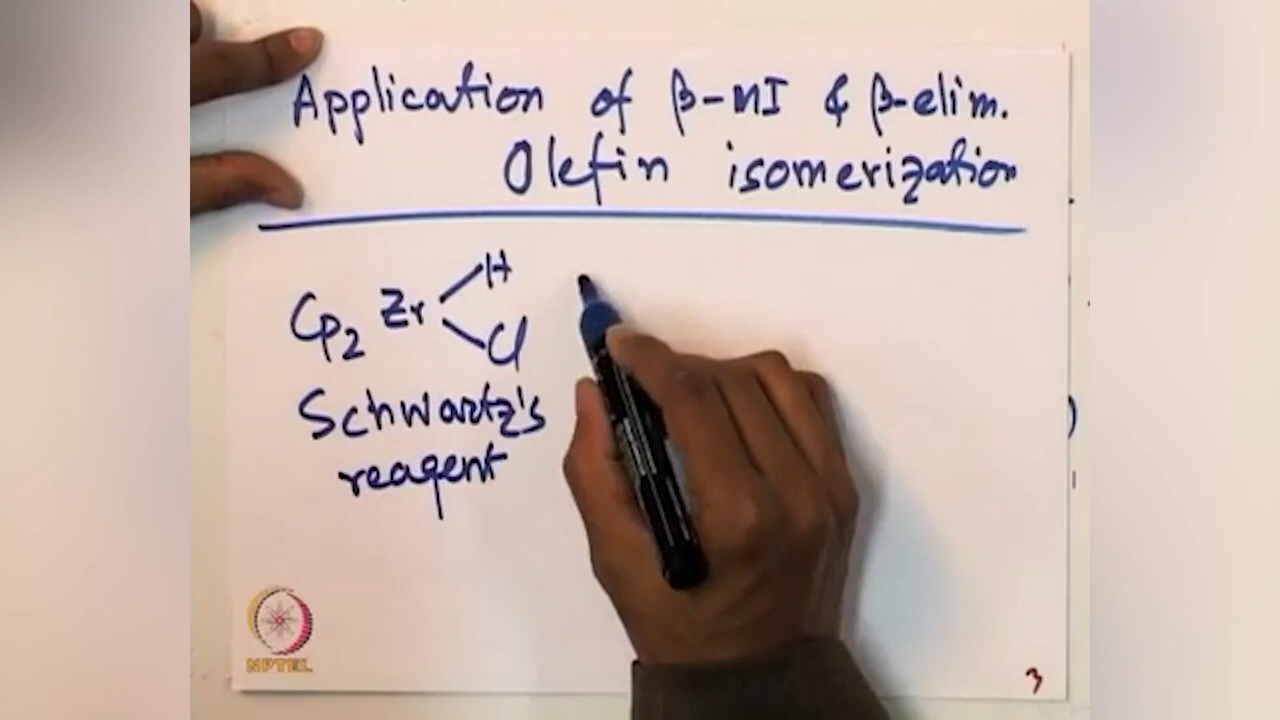 Application of β-MI & β-elim.
Olefin isomerization
Cp2 Zr H
Cl
Schwartz's
reagent
NPTEL
3